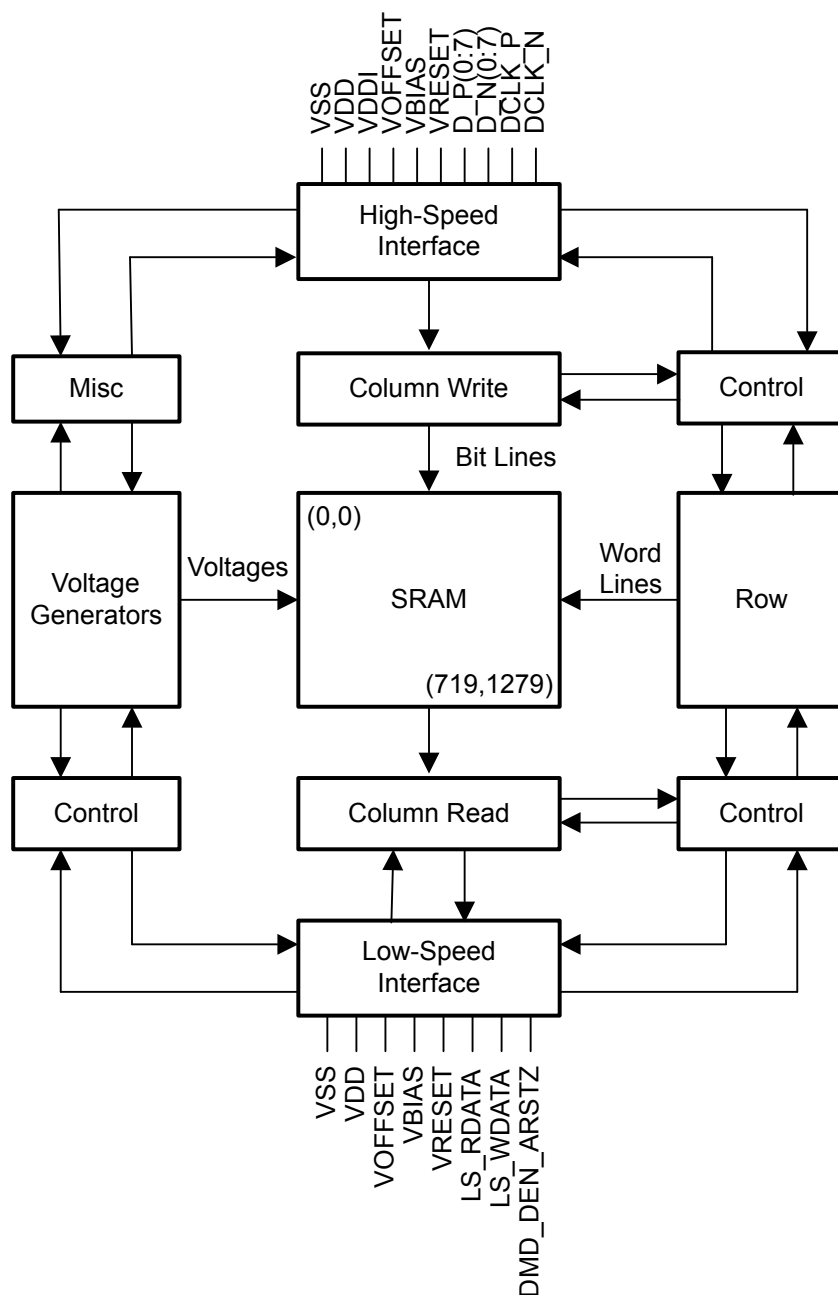 VSS
VDD
VDDI
VOFFSET
VBIAS
VRESET
D_P(0:7)
D_N(0:7)
DCLK_P
DCLK_N
High-Speed
Interface
Misc
Column Write
Control
Bit Lines
(0,0)
Voltage
Generators
Voltages
SRAM
Word
Lines
Row
(719,1279)
Control
Column Read
Control
Low-Speed
Interface
VSS
VDD
VOFFSET
VBIAS
VRESET
LS_RDATA
LS_WDATA
DMD_DEN_ARSTZ